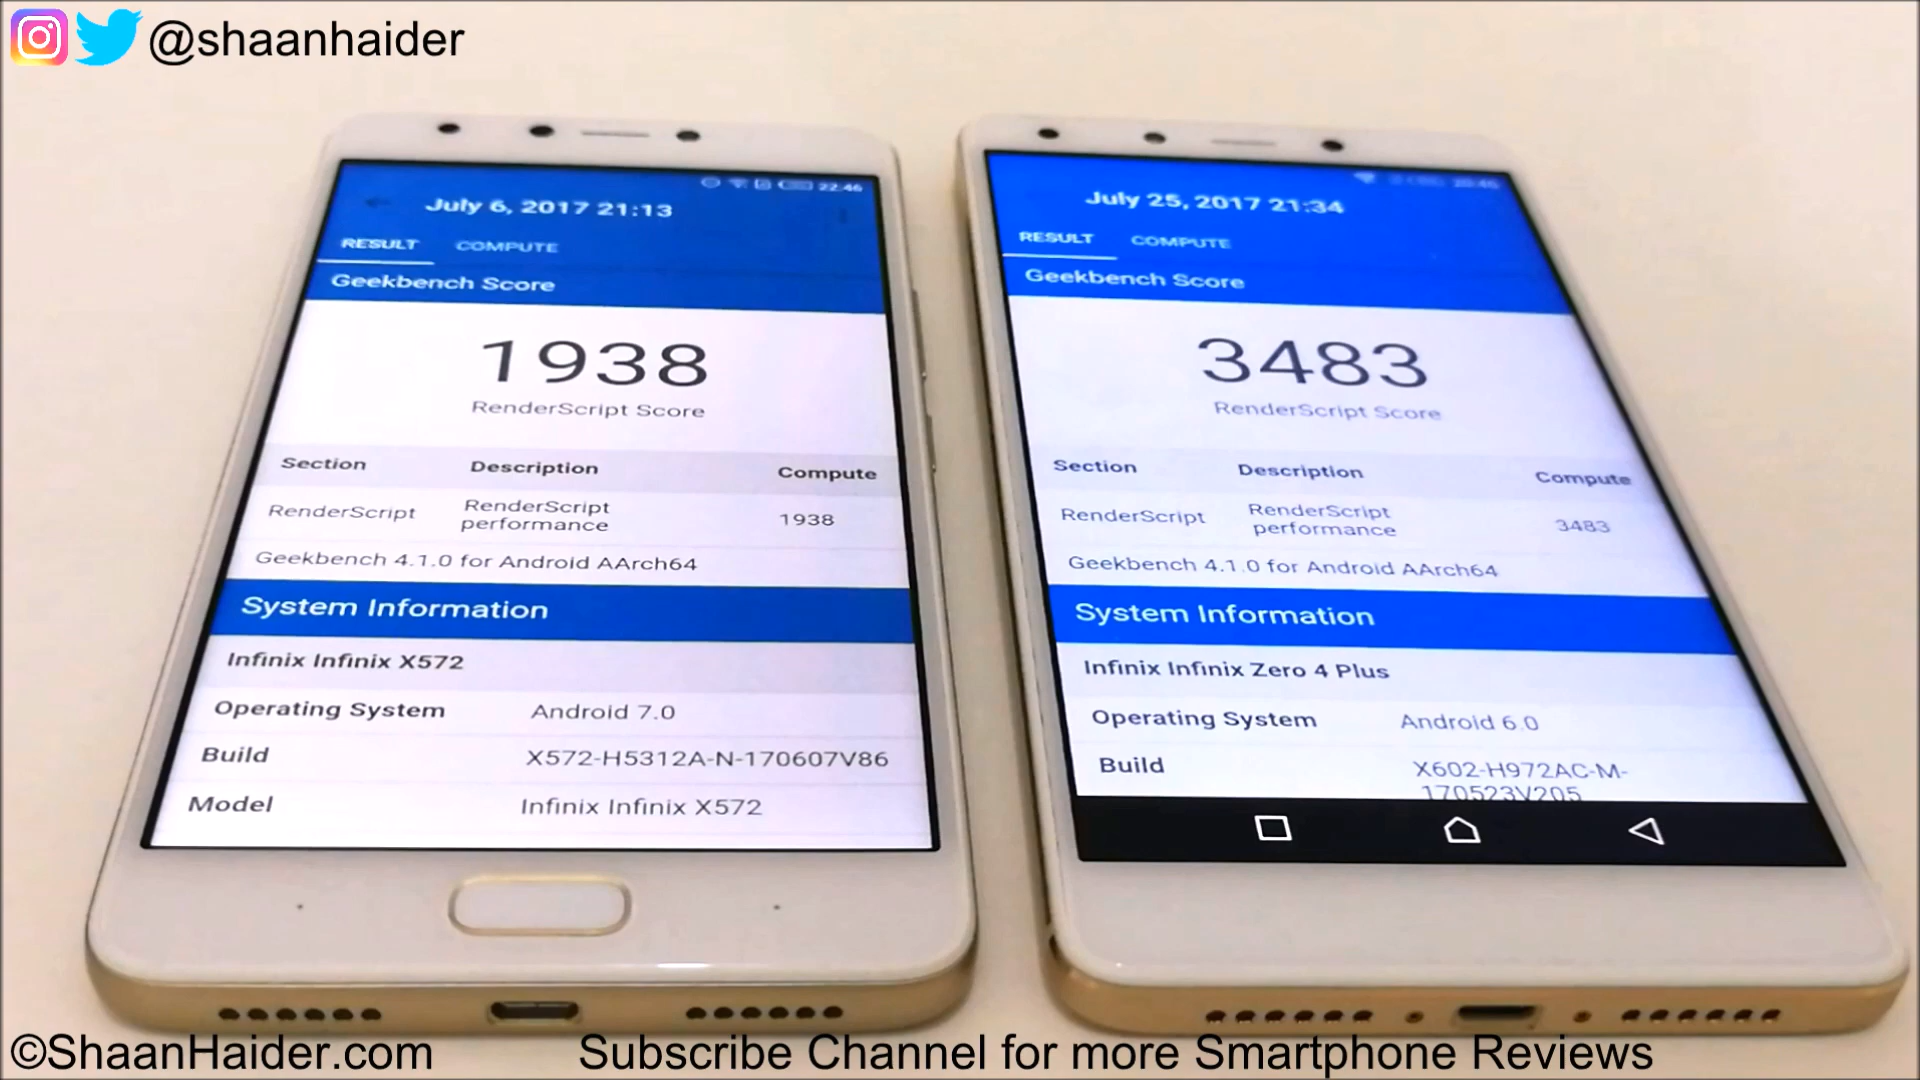 @shaanhaider
22:46
July 6, 2017 21:13
RESULT COMPUTE
Geekbench Score
1938
RenderScript Score
Section Description Compute
RenderScript RenderScript performance 1938
Geekbench 4.1.0 for Android AArch64
System Information
Infinix Infinix X572
Operating System Android 7.0
Build X572-H5312A-N-170607V86
Model Infinix Infinix X572
July 25, 2017 21:34
RESULT COMPUTE
Geekbench Score
3483
RenderScript Score
Section Description Compute
RenderScript RenderScript performance 3483
Geekbench 4.1.0 for Android AArch64
System Information
Infinix Infinix Zero 4 Plus
Operating System Android 6.0
Build X602-H972AC-M-
170523V205
©ShaanHaider.com
Subscribe Channel for more Smartphone Reviews